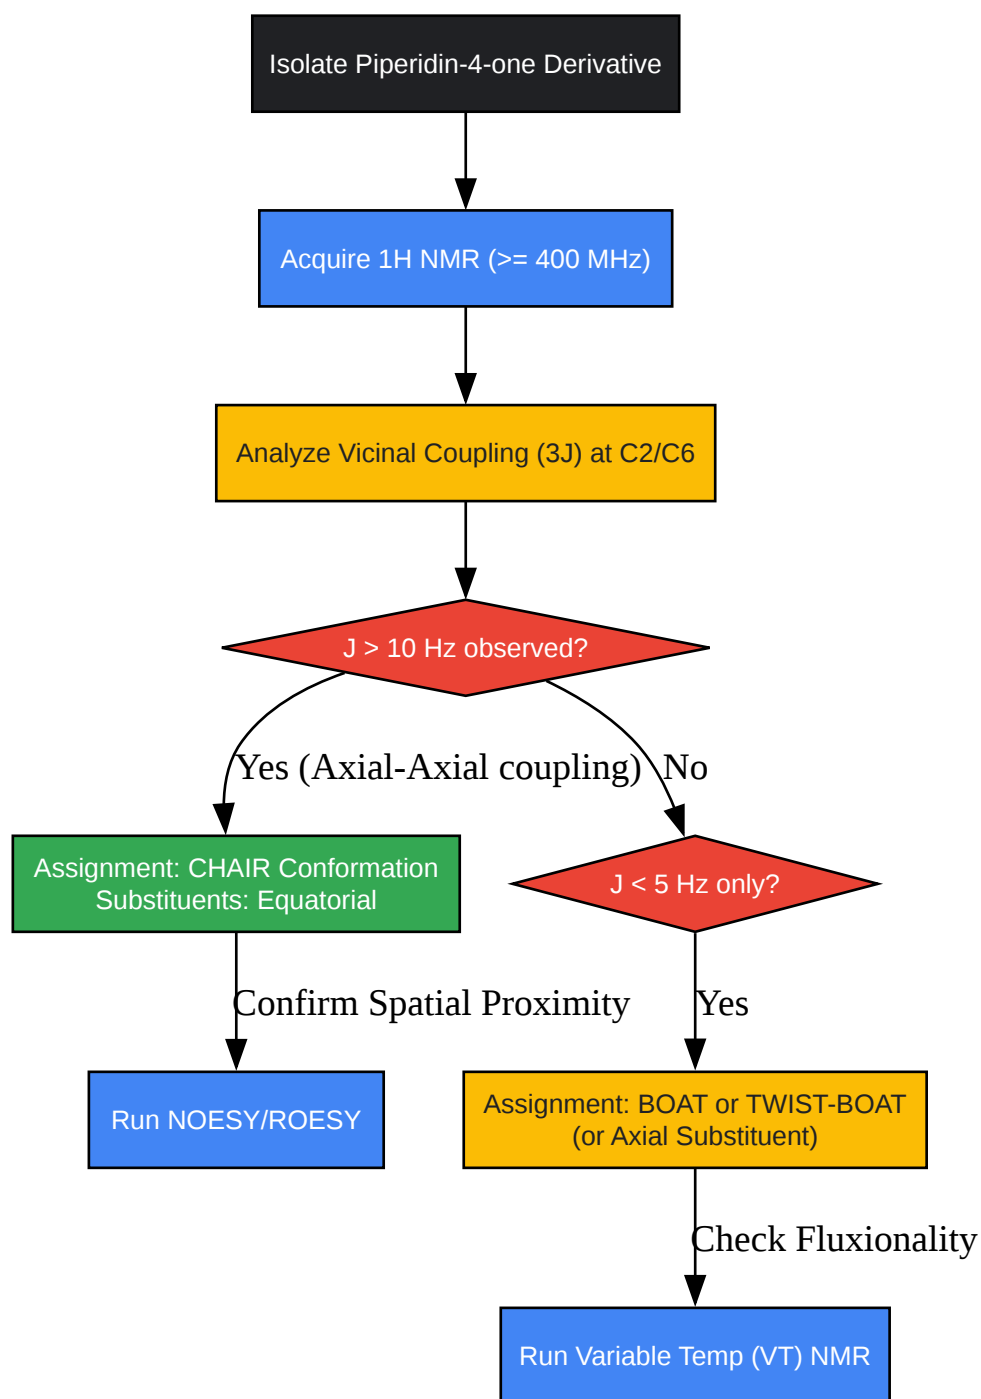 Isolate Piperidin-4-one Derivative
Acquire 1H NMR (>= 400 MHz)
Analyze Vicinal Coupling (3J) at C2/C6
J > 10 Hz observed?
Yes (Axial-Axial coupling)
No
Assignment: CHAIR Conformation
Substituents: Equatorial
J < 5 Hz only?
Confirm Spatial Proximity
Yes
Run NOESY/ROESY
Assignment: BOAT or TWIST-BOAT
(or Axial Substituent)
Check Fluxionality
Run Variable Temp (VT) NMR